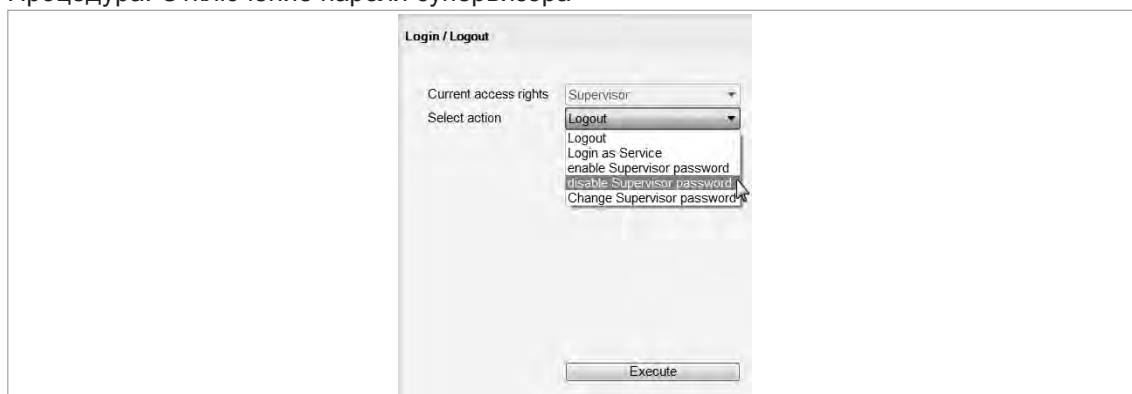 Процедура: Отключение пароля супервизора
Login / Logout
Current access rights Supervisor
Select action Logout
Logout
Login as Service
enable Supervisor password
disable Supervisor password
Change Supervisor password
Execute